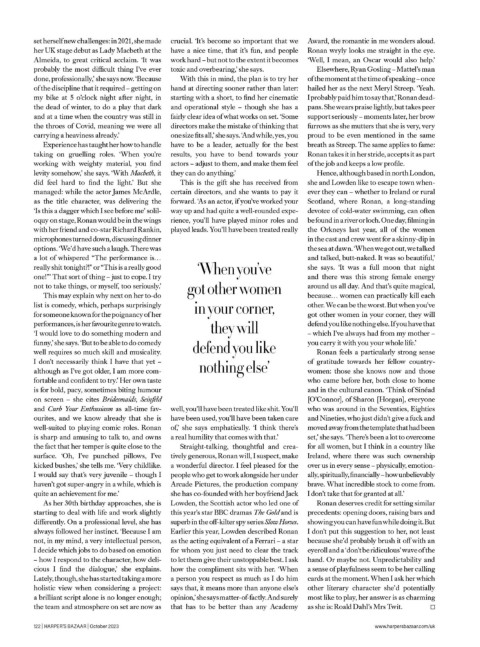 set herself new challenges: in 2021, she made
her UK stage debut as Lady Macbeth at the
Almeida, to great critical acclaim. ‘It was
probably the most difficult thing I’ve ever
done, professionally,’ she says now. ‘Because
of the discipline that it required – getting on
my bike at 5 o’clock night after night, in
the dead of winter, to do a play that dark
and at a time when the country was still in
the throes of Covid, meaning we were all
carrying a heaviness already.’
Experience has taught her how to handle
taking on gruelling roles. ‘When you’re
working with weighty material, you find
levity somehow,’ she says. ‘With Macbeth, it
did feel hard to find the light.’ But she
managed: while the actor James McArdle,
as the title character, was delivering the
‘Is this a dagger which I see before me’ solil-
oquy on stage, Ronan would be in the wings
with her friend and co-star Richard Rankin,
microphones turned down, discussing dinner
options. ‘We’d have such a laugh. There was
a lot of whispered “The performance is…
really shit tonight?!” or “This is a really good
one!” That sort of thing – just to cope. I try
not to take things, or myself, too seriously.’
This may explain why next on her to-do
list is comedy, which, perhaps surprisingly
for someone known for the poignancy of her
performances, is her favourite genre to watch.
‘I would love to do something modern and
funny,’ she says. ‘But to be able to do comedy
well requires so much skill and musicality.
I don’t necessarily think I have that yet –
although as I’ve got older, I am more com-
fortable and confident to try.’ Her own taste
is for bold, pacy, sometimes biting humour
on screen – she cites Bridesmaids, Seinfeld
and Curb Your Enthusiasm as all-time fav-
ourites, and we know already that she is
well-suited to playing comic roles. Ronan
is sharp and amusing to talk to, and owns
the fact that her temper is quite close to the
surface. ‘Oh, I’ve punched pillows, I’ve
kicked bushes,’ she tells me. ‘Very childlike.
I would say that’s very juvenile – though I
haven’t got super-angry in a while, which is
quite an achievement for me.’
As her 30th birthday approaches, she is
starting to deal with life and work slightly
differently. On a professional level, she has
always followed her instinct. ‘Because I am
not, in my mind, a very intellectual person,
I decide which jobs to do based on emotion
– how I respond to the character, how deli-
cious I find the dialogue,’ she explains.
Lately, though, she has started taking a more
holistic view when considering a project:
a brilliant script alone is no longer enough;
the team and atmosphere on set are now as
crucial. ‘It’s become so important that we
have a nice time, that it’s fun, and people
work hard – but not to the extent it becomes
toxic and overbearing,’ she says.
With this in mind, the plan is to try her
hand at directing sooner rather than later:
starting with a short, to find her cinematic
and operational style – though she has a
fairly clear idea of what works on set. ‘Some
directors make the mistake of thinking that
one size fits all,’ she says. ‘And while, yes, you
have to be a leader, actually for the best
results, you have to bend towards your
actors – adjust to them, and make them feel
they can do anything.’
This is the gift she has received from
certain directors, and she wants to pay it
forward. ‘As an actor, if you’ve worked your
way up and had quite a well-rounded expe-
rience, you’ll have played minor roles and
played leads. You’ll have been treated really
‘When you’ve
got other women
in your corner,
they will
defend you like
nothing else’
well, you’ll have been treated like shit. You’ll
have been used, you’ll have been taken care
of,’ she says emphatically. ‘I think there’s
a real humility that comes with that.’
Straight-talking, thoughtful and crea-
tively generous, Ronan will, I suspect, make
a wonderful director. I feel pleased for the
people who get to work alongside her under
Arcade Pictures, the production company
she has co-founded with her boyfriend Jack
Lowden, the Scottish actor who led one of
this year’s star BBC dramas The Gold and is
superb in the off-kilter spy series Slow Horses.
Earlier this year, Lowden described Ronan
as the acting equivalent of a Ferrari – a star
for whom you just need to clear the track
to let them give their unstoppable best. I ask
how the compliment sits with her. ‘When
a person you respect as much as I do him
says that, it means more than anyone else’s
opinion,’ she says matter-of-factly. And surely
that has to be better than any Academy
Award, the romantic in me wonders aloud.
Ronan wryly looks me straight in the eye.
‘Well, I mean, an Oscar would also help.’
Elsewhere, Ryan Gosling – Mattel’s man
of the moment at the time of speaking – once
hailed her as the next Meryl Streep. ‘Yeah,
I probably paid him to say that,’ Ronan dead-
pans. She wears praise lightly, but takes peer
support seriously – moments later, her brow
furrows as she mutters that she is very, very
proud to be even mentioned in the same
breath as Streep. The same applies to fame:
Ronan takes it in her stride, accepts it as part
of the job and keeps a low profile.
Hence, although based in north London,
she and Lowden like to escape town when-
ever they can – whether to Ireland or rural
Scotland, where Ronan, a long-standing
devotee of cold-water swimming, can often
be found in a river or loch. One day, filming in
the Orkneys last year, all of the women
in the cast and crew went for a skinny-dip in
the sea at dawn. ‘When we got out, we talked
and talked, butt-naked. It was so beautiful,’
she says. ‘It was a full moon that night
and there was this strong female energy
around us all day. And that’s quite magical,
because… women can practically kill each
other. We can be the worst. But when you’ve
got other women in your corner, they will
defend you like nothing else. If you have that
– which I’ve always had from my mother –
you carry it with you your whole life.’
Ronan feels a particularly strong sense
of gratitude towards her fellow country-
women: those she knows now and those
who came before her, both close to home
and in the cultural canon. ‘Think of Sinéad
[O’Connor], of Sharon [Horgan], everyone
who was around in the Seventies, Eighties
and Nineties, who just didn’t give a fuck and
moved away from the template that had been
set,’ she says. ‘There’s been a lot to overcome
for all women, but I think in a country like
Ireland, where there was such ownership
over us in every sense – physically, emotion-
ally, spiritually, financially – how unbelievably
brave. What incredible stock to come from.
I don’t take that for granted at all.’
Ronan deserves credit for setting similar
precedents: opening doors, raising bars and
showing you can have fun while doing it. But
I don’t put this suggestion to her, not least
because she’d probably brush it off with an
eyeroll and a ‘don’t be ridiculous’ wave of the
hand. Or maybe not. Unpredictability and
a sense of playfulness seem to be her calling
cards at the moment. When I ask her which
other literary character she’d potentially
most like to play, her answer is as charming
as she is: Roald Dahl’s Mrs Twit. □
122 | HARPER’S BAZAAR | October 2023
www.harpersbazaar.com/uk